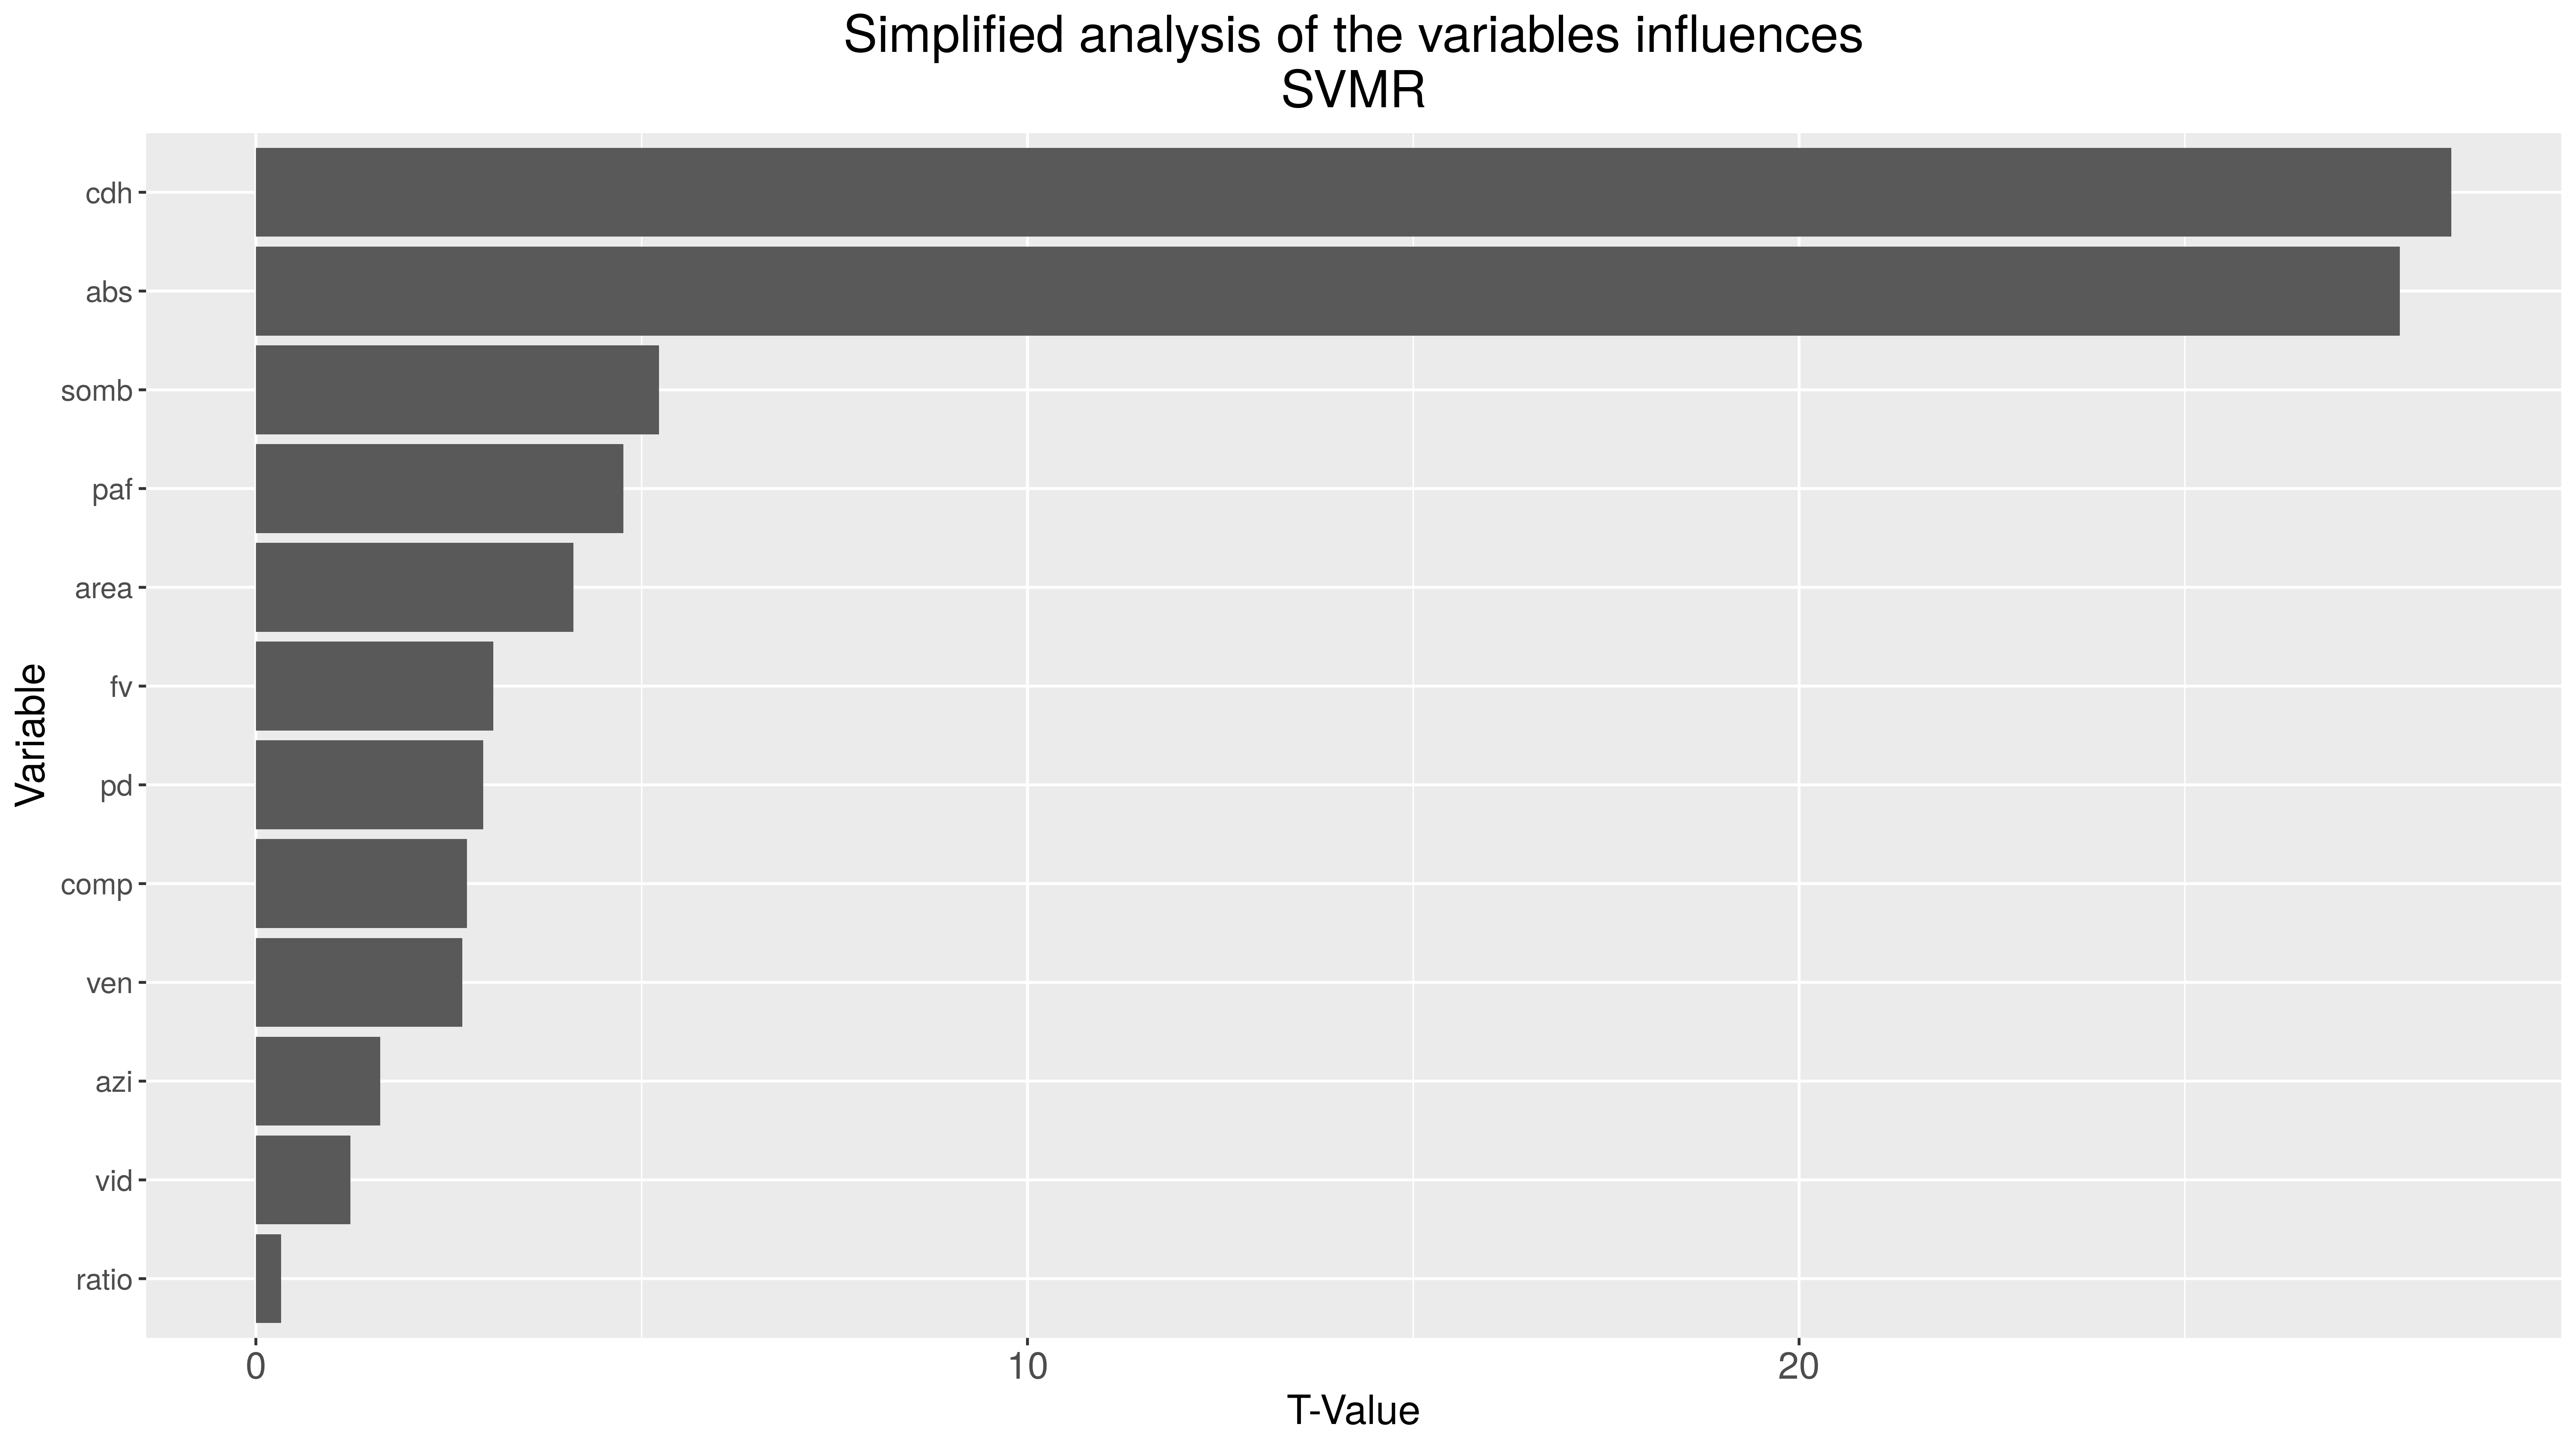 Simplified analysis of the variables influences
SVMR
cdh
abs
somb
paf
area
fv
pd
comp
ven
azi
vid
ratio
Variable
0 10 20
T-Value